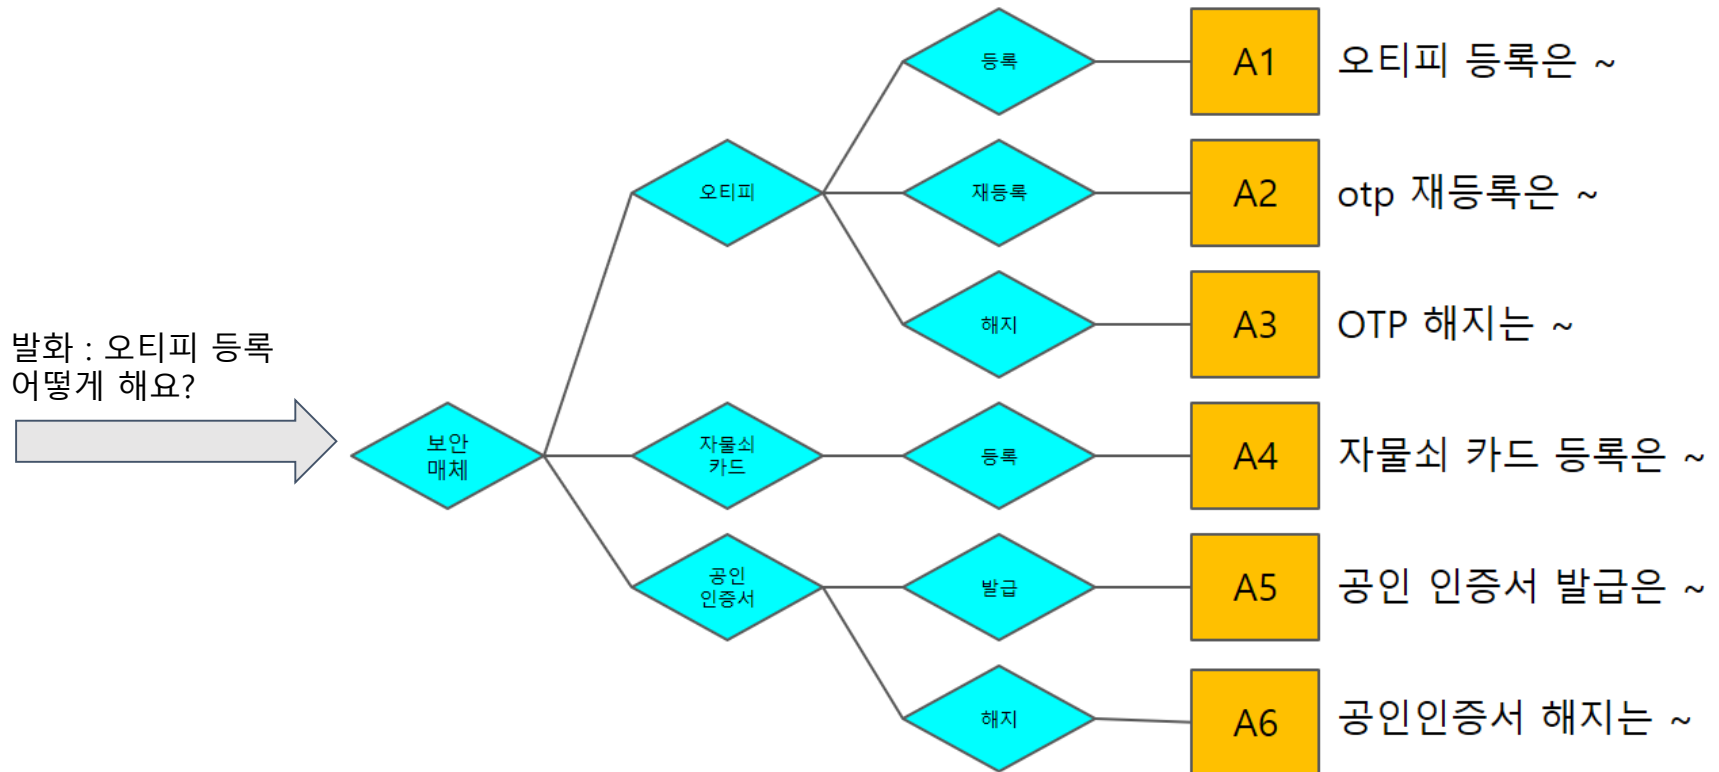 발화 : 오티피 등록
어떻게 해요?
보안
매체
오티피
등록
A1
오티피 등록은 ~
재등록
A2
otp 재등록은 ~
해지
A3
OTP 해지는 ~
자물쇠
카드
등록
A4
자물쇠 카드 등록은 ~
공인
인증서
발급
A5
공인 인증서 발급은 ~
해지
A6
공인인증서 해지는 ~